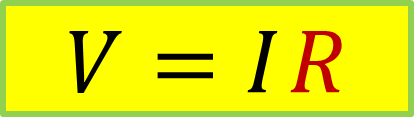 V = I R